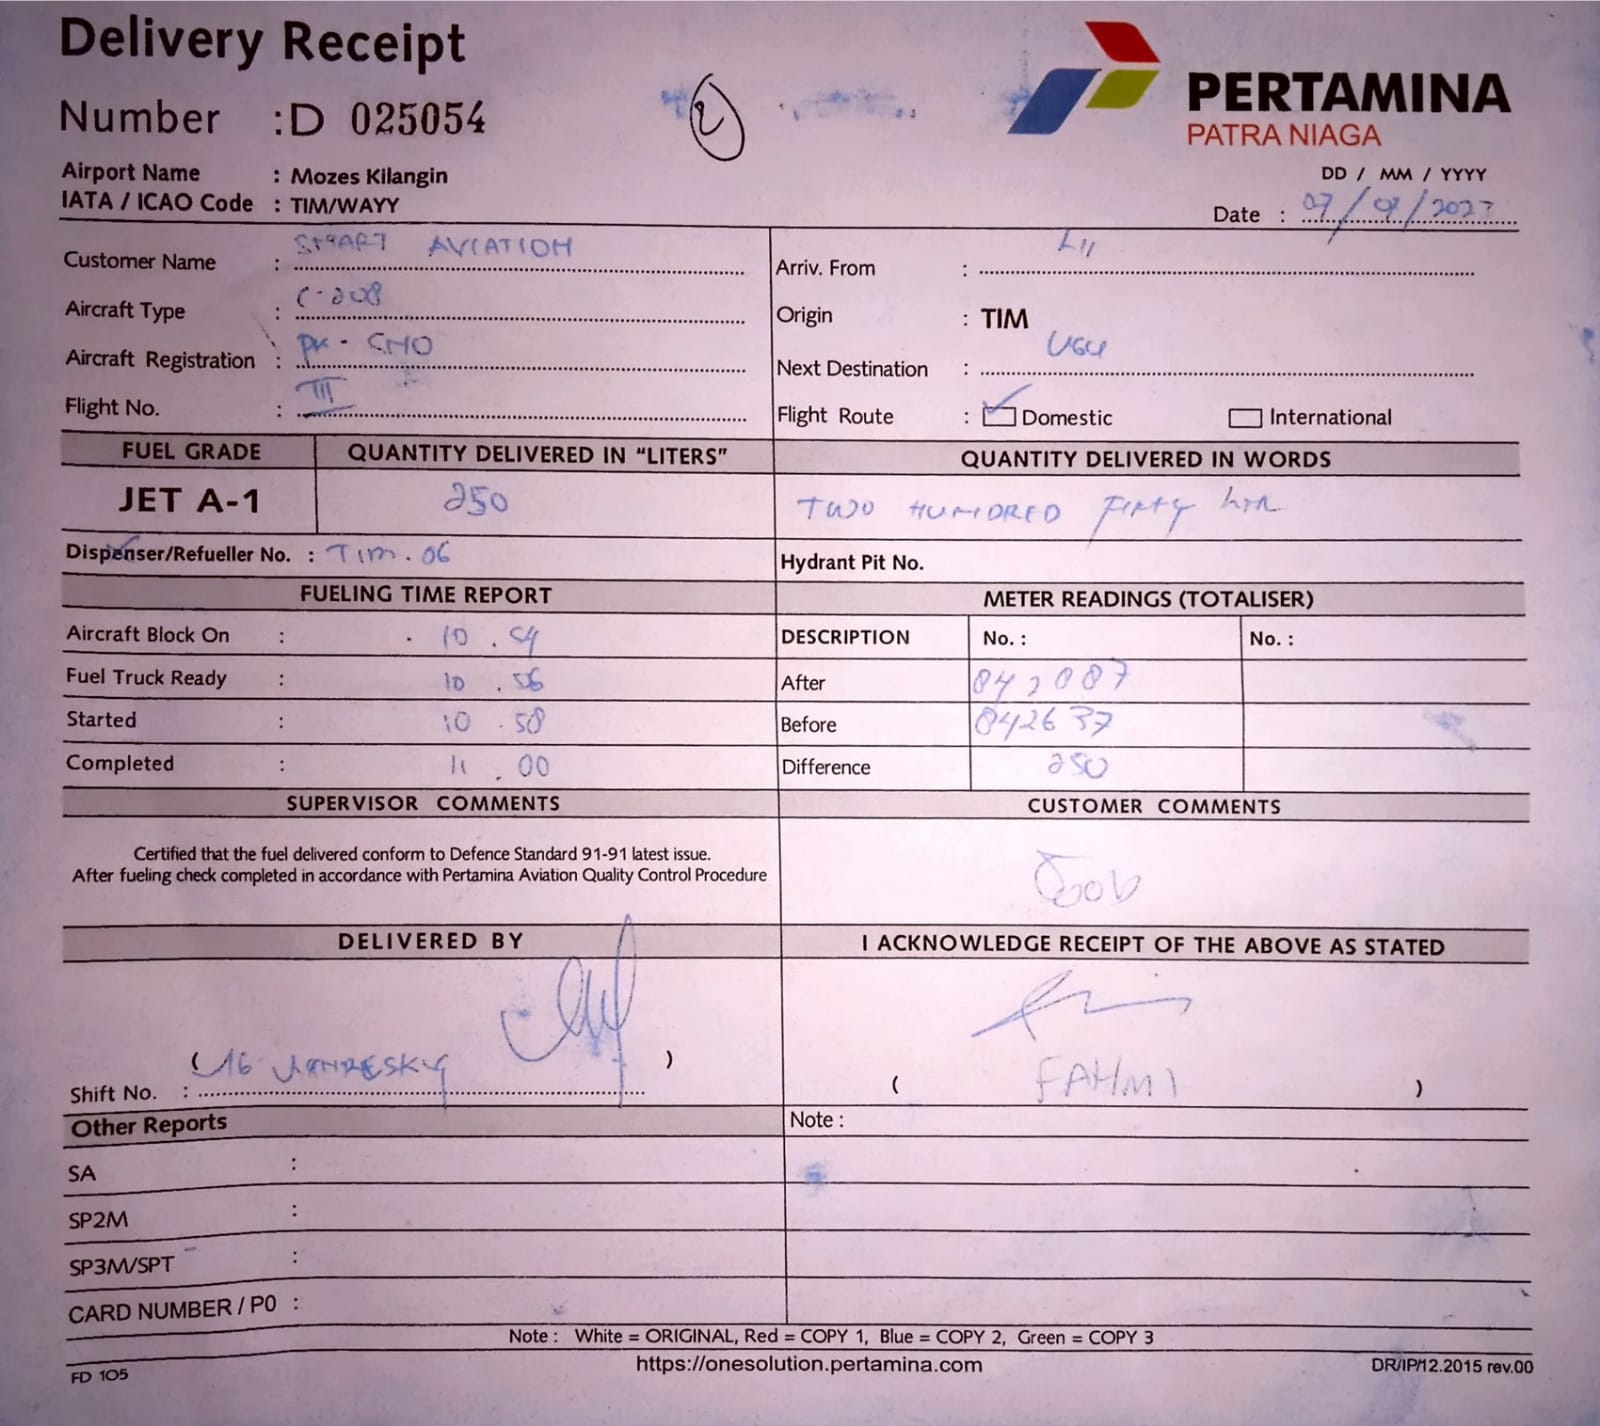 Delivery Receipt
Number : D 025054
2
PERTAMINA
PATRA NIAGA
Airport Name : Mozes Kilangin
IATA / ICAO Code : TIM/WAYY
DD / MM / YYYY
Date : 07/ /2023
Customer Name : SMART AVIATION
Aircraft Type : C-208
Aircraft Registration : PK-
Flight No. : III
Arriv. From :
Origin : TIM
Next Destination : UGU
Flight Route : Domestic International
FUEL GRADE QUANTITY DELIVERED IN “LITERS” QUANTITY DELIVERED IN WORDS
JET A-1 250 TWO HUNDRED FIFTY LTR
Dispenser/Refueller No. : TIM. 06 Hydrant Pit No.
FUELING TIME REPORT METER READINGS (TOTALISER)
Aircraft Block On : 10 . 54 DESCRIPTION No. : No. :
Fuel Truck Ready : 10 . 56 After
Started : 10 . 58 Before 842637
Completed : 11 . 00 Difference 250
SUPERVISOR COMMENTS CUSTOMER COMMENTS
Certified that the fuel delivered conform to Defence Standard 91-91 latest issue.
After fueling check completed in accordance with Pertamina Aviation Quality Control Procedure
DELIVERED BY I ACKNOWLEDGE RECEIPT OF THE ABOVE AS STATED
( )
Shift No. :
( FAHMI )
Other Reports Note :
SA :
SP2M :
SP3M/SPT :
CARD NUMBER / PO :
Note : White = ORIGINAL, Red = COPY 1, Blue = COPY 2, Green = COPY 3
https://onesolution.pertamina.com
FD 105
DR/IP/12.2015 rev.00